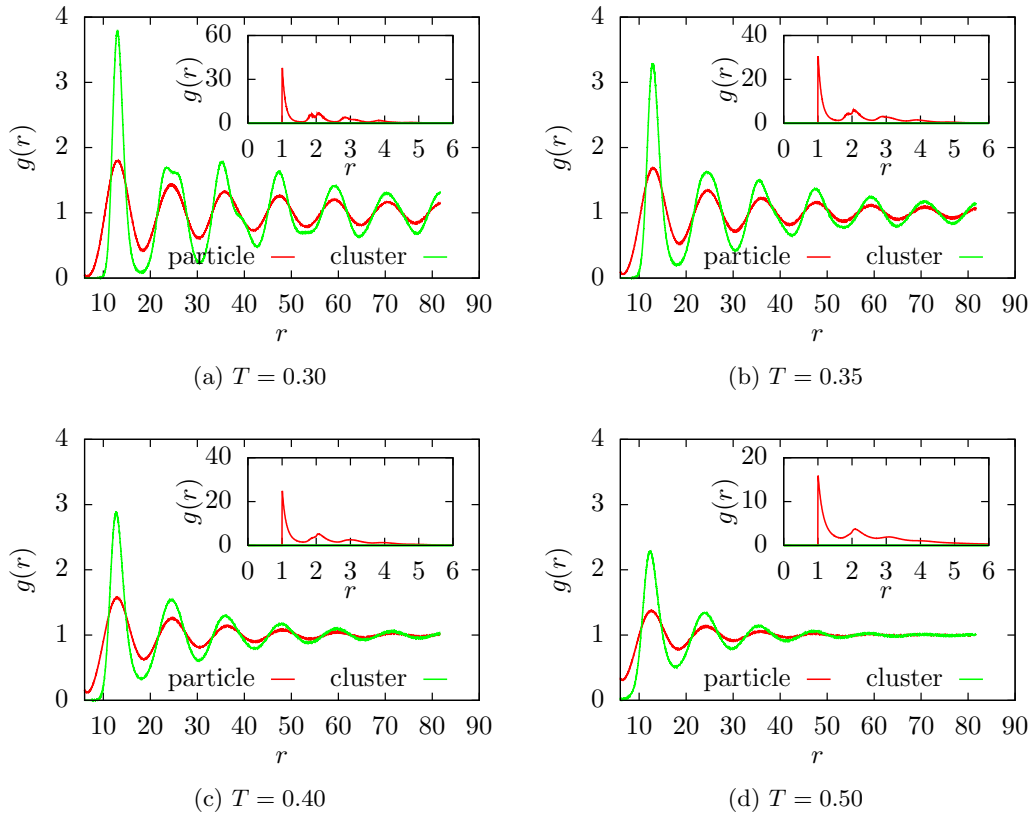 4
3
2
1
0
g(r)
10 20 30 40 50 60 70 80 90
r
60
30
0
g(r)
0 1 2 3 4 5 6
r
particle cluster
(a) T = 0.30
4
3
2
1
0
g(r)
10 20 30 40 50 60 70 80 90
r
40
20
0
g(r)
0 1 2 3 4 5 6
r
particle cluster
(b) T = 0.35
4
3
2
1
0
g(r)
10 20 30 40 50 60 70 80 90
r
40
20
0
g(r)
0 1 2 3 4 5 6
r
particle cluster
(c) T = 0.40
4
3
2
1
0
g(r)
10 20 30 40 50 60 70 80 90
r
20
10
0
g(r)
0 1 2 3 4 5 6
r
particle cluster
(d) T = 0.50